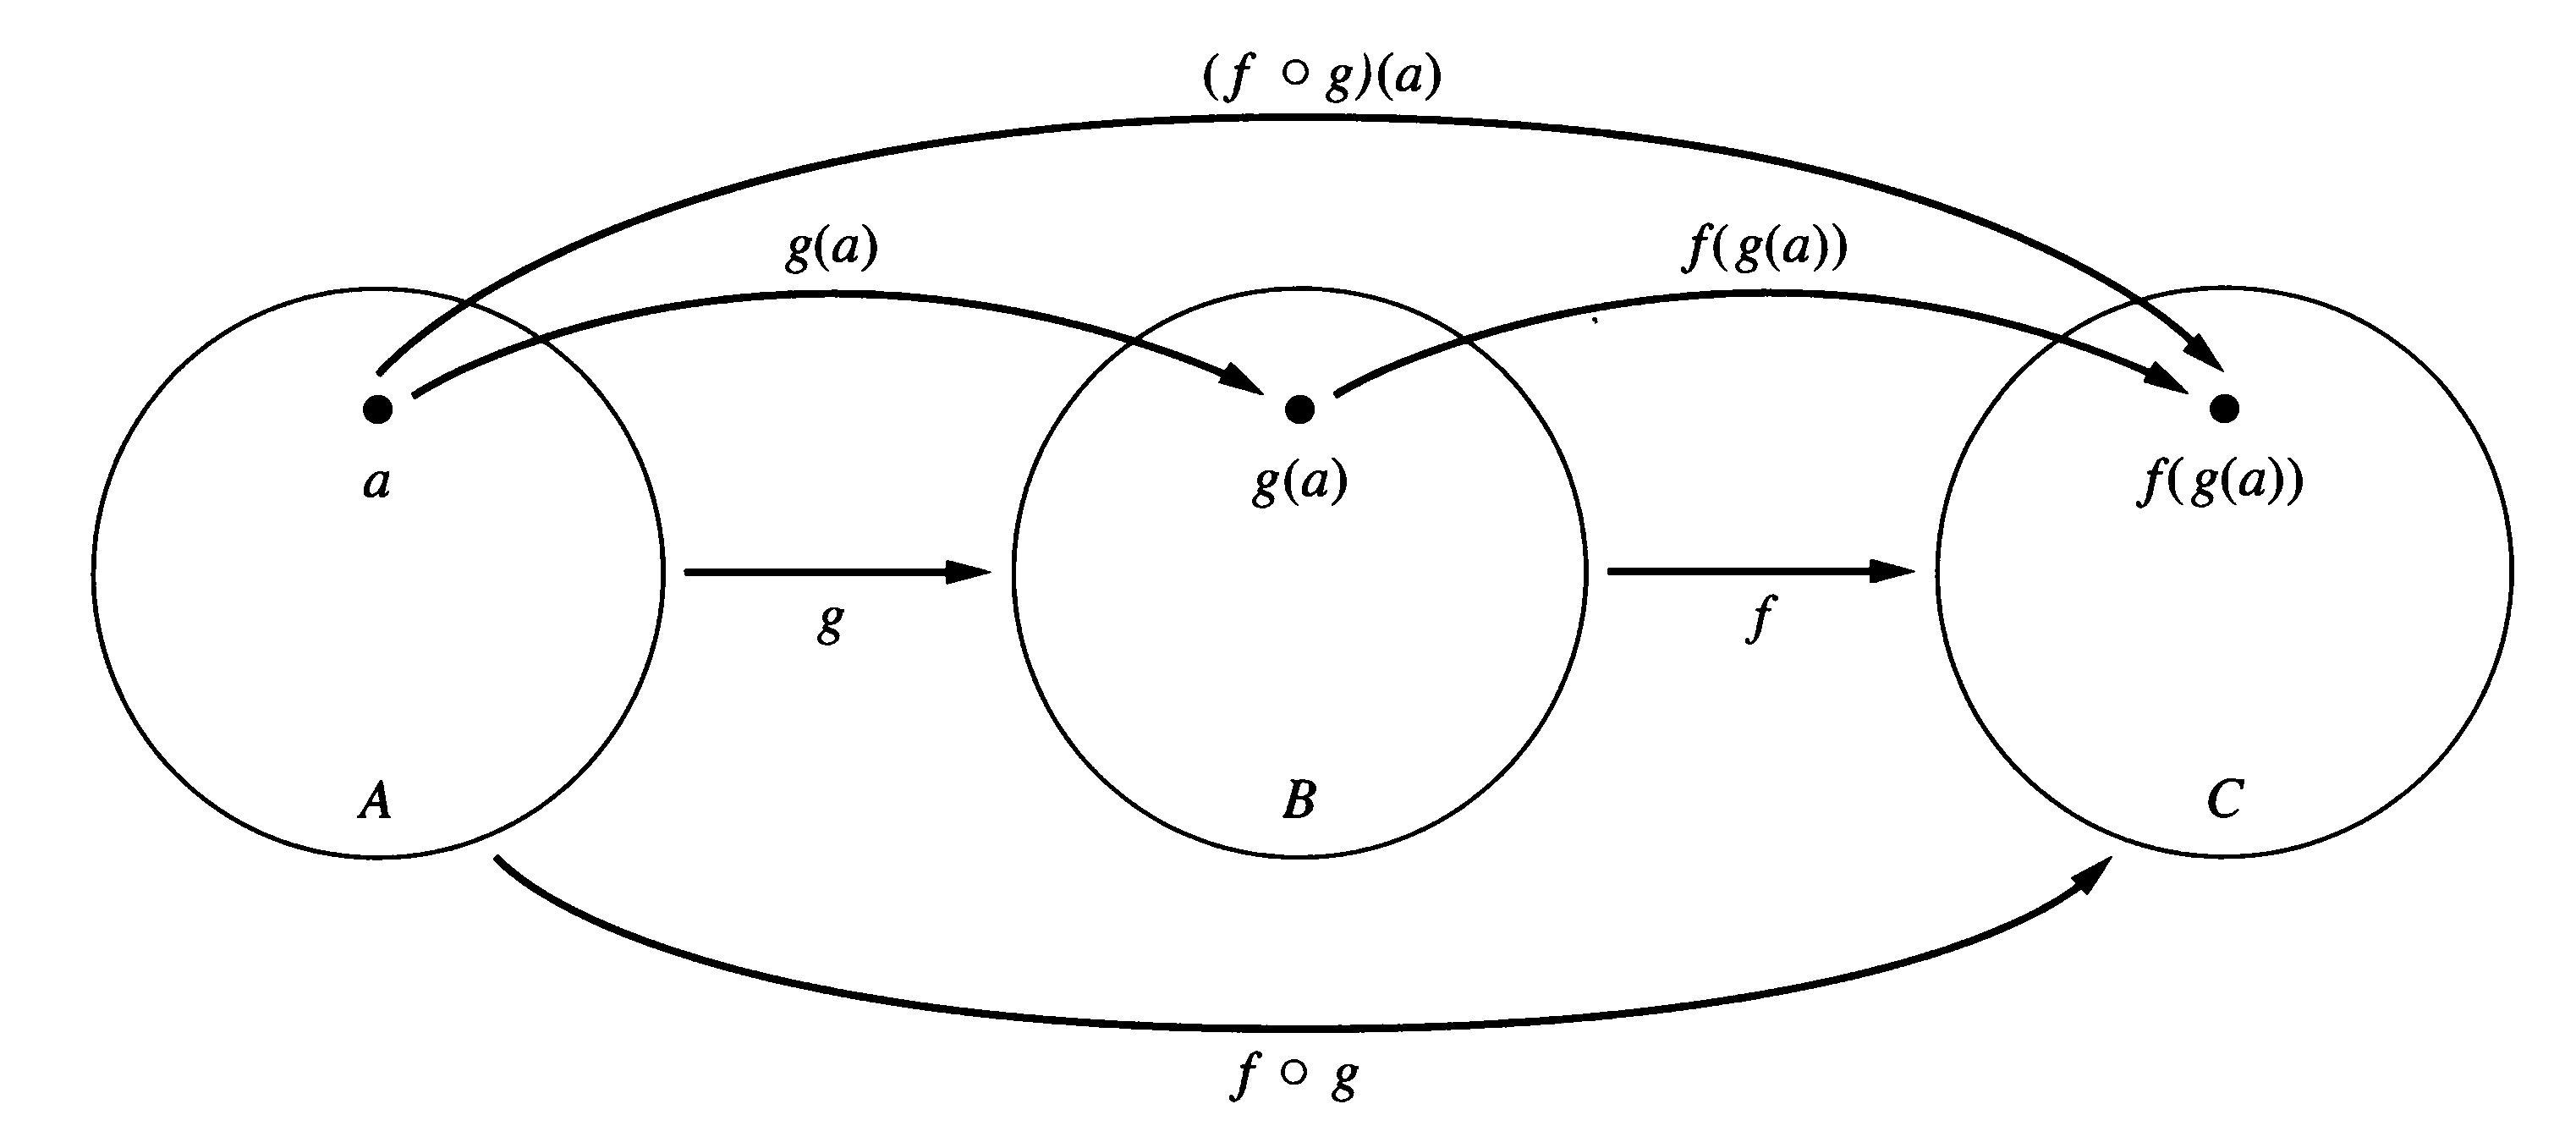 (f ∘ g)(a)
g(a) f(g(a))
a g(a) f(g(a))
g f
A B C
f ∘ g